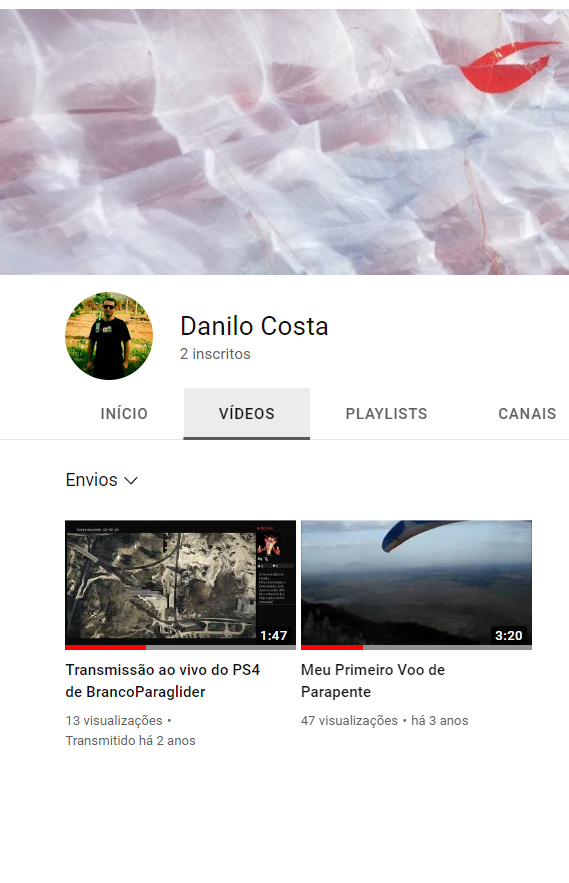 Danilo Costa
2 inscritos
INÍCIO
VÍDEOS
PLAYLISTS
CANAIS
Envios
1:47
3:20
Transmissão ao vivo do PS4
de BrancoParaglider
13 visualizações •
Transmitido há 2 anos
Meu Primeiro Voo de
Parapente
47 visualizações • há 3 anos